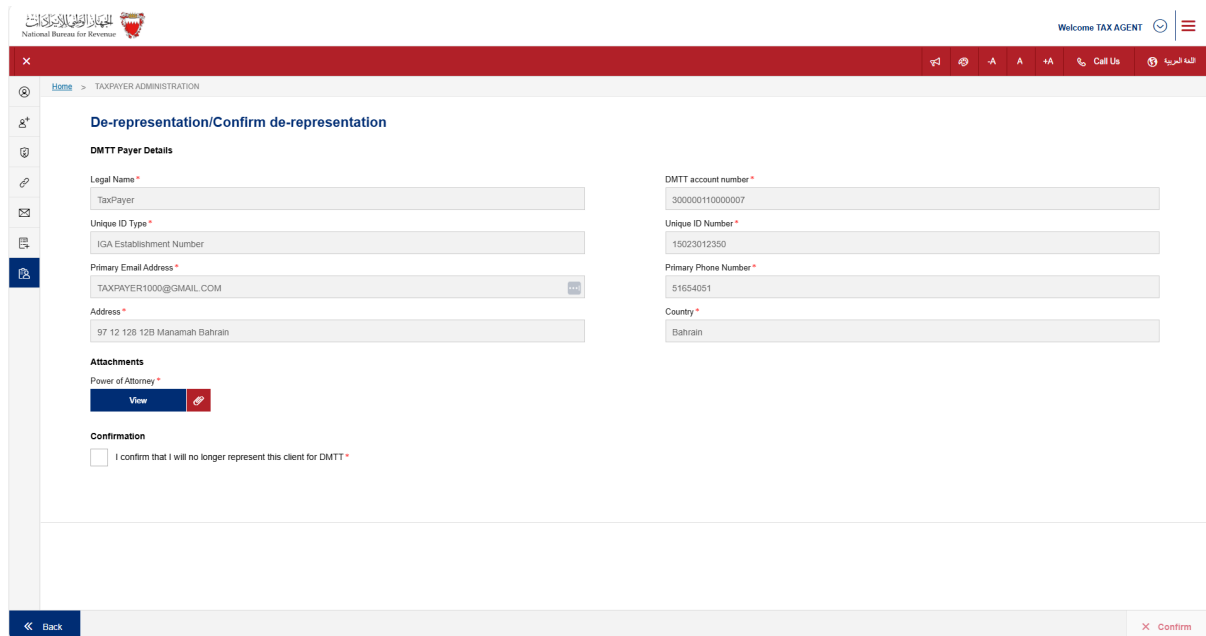 الجهاز الوطني للإيرادات
National Bureau for Revenue
Welcome TAX AGENT
-A A +A Call Us اللغة العربية
Home > TAXPAYER ADMINISTRATION
De-representation/Confirm de-representation
DMTT Payer Details
Legal Name * DMTT account number *
TaxPayer 300000110000007
Unique ID Type * Unique ID Number *
IGA Establishment Number 15023012350
Primary Email Address * Primary Phone Number *
TAXPAYER1000@GMAIL.COM 51654051
Address * Country *
97 12 128 12B Manamah Bahrain Bahrain
Attachments
Power of Attorney *
View
Confirmation
I confirm that I will no longer represent this client for DMTT *
Back Confirm